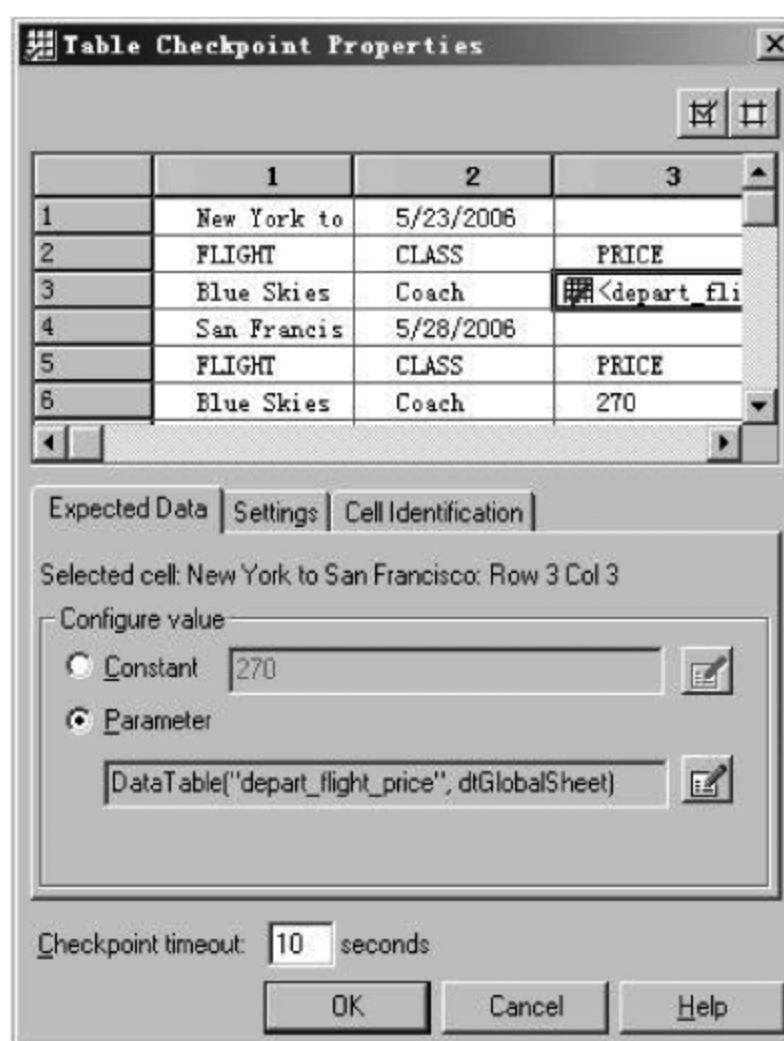 Table Checkpoint Properties
1 2 3
1 New York to 5/23/2006
2 FLIGHT CLASS PRICE
3 Blue Skies Coach <depart_fli
4 San Francis 5/28/2006
5 FLIGHT CLASS PRICE
6 Blue Skies Coach 270
Expected Data Settings Cell Identification
Selected cell: New York to San Francisco: Row 3 Col 3
Configure value
Constant 270
Parameter
DataTable("depart_flight_price", dtGlobalSheet)
Checkpoint timeout: 10 seconds
OK Cancel Help